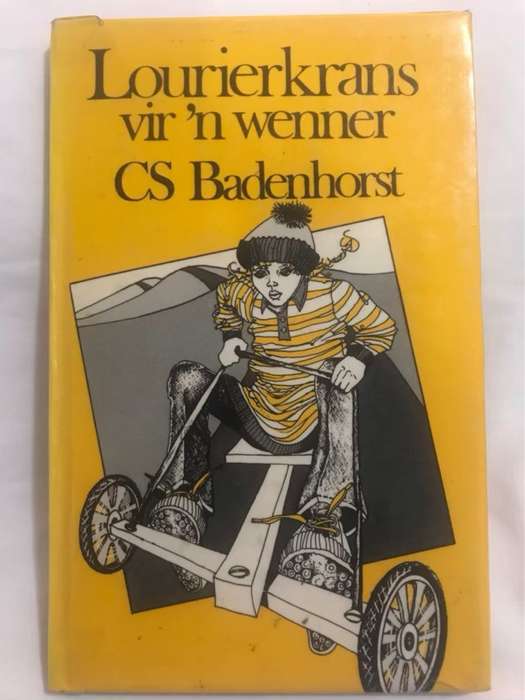 Lourierkrans
vir 'n wenner
CS Badenhorst